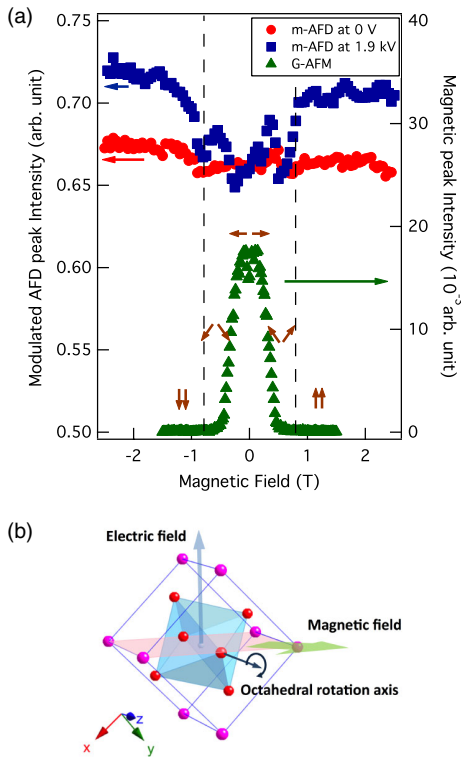 (a)
m-AFD at 0 V
m-AFD at 1.9 kV
G-AFM
Modulated AFD peak Intensity (arb. unit)
0.75
0.70
0.65
0.60
0.55
0.50
40
30
20
10
0
Magnetic peak Intensity (10⁻³ arb. unit)
-2
-1
0
1
2
Magnetic Field (T)
(b)
Electric field
Magnetic field
Octahedral rotation axis
x
z
y